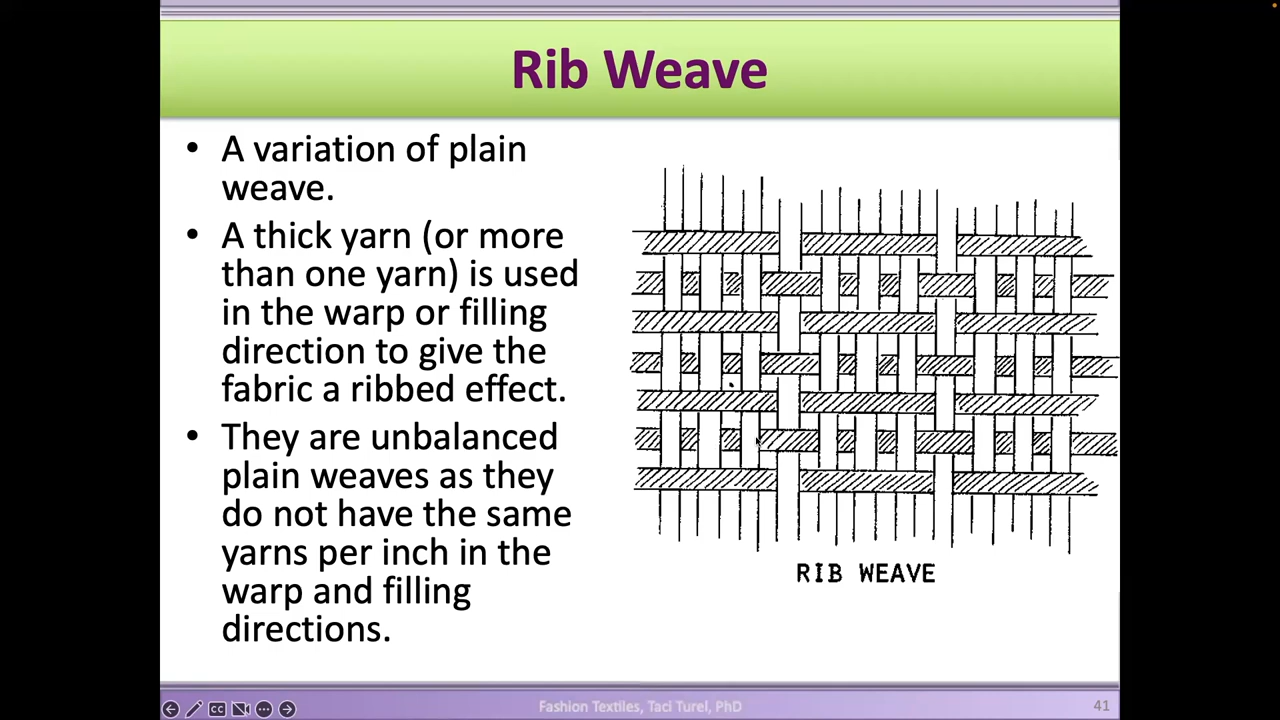 Rib Weave
• A variation of plain
weave.
• A thick yarn (or more
than one yarn) is used
in the warp or filling
direction to give the
fabric a ribbed effect.
• They are unbalanced
plain weaves as they
do not have the same
yarns per inch in the
warp and filling
directions.
RIB WEAVE
CC
Fashion Textiles, Taci Turel, PhD
41